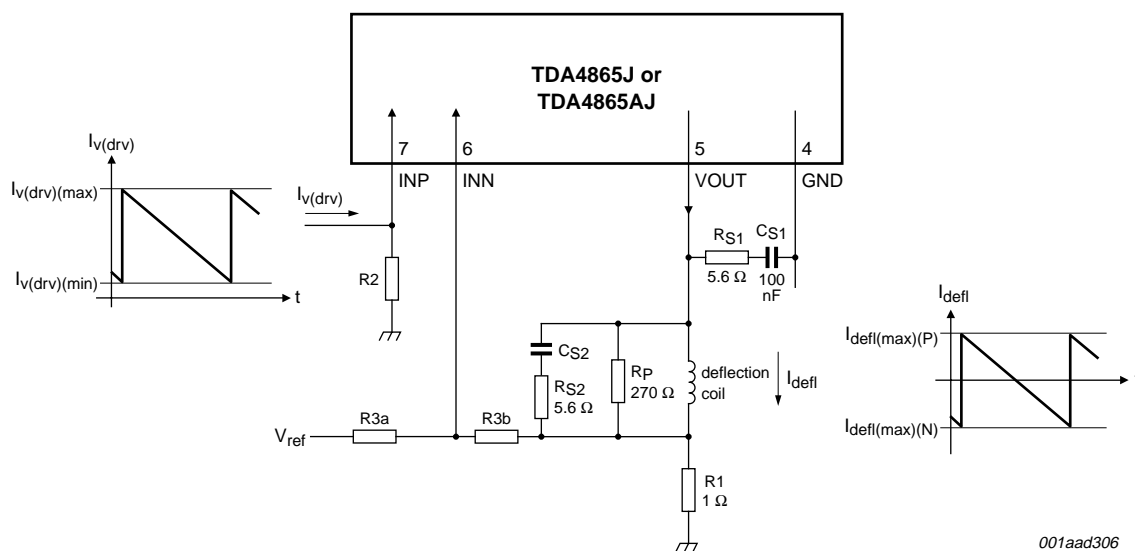 TDA4865J or
TDA4865AJ
7
6
5
4
INP
INN
VOUT
GND
Iv(drv)
Iv(drv)(max)
Iv(drv)(min)
t
Iv(drv)
R2
RS1
5.6 Ω
CS1
100
nF
CS2
RS2
5.6 Ω
RP
270 Ω
deflection
coil
Idefl
Vref
R3a
R3b
R1
1 Ω
Idefl
Idefl(max)(P)
Idefl(max)(N)
001aad306